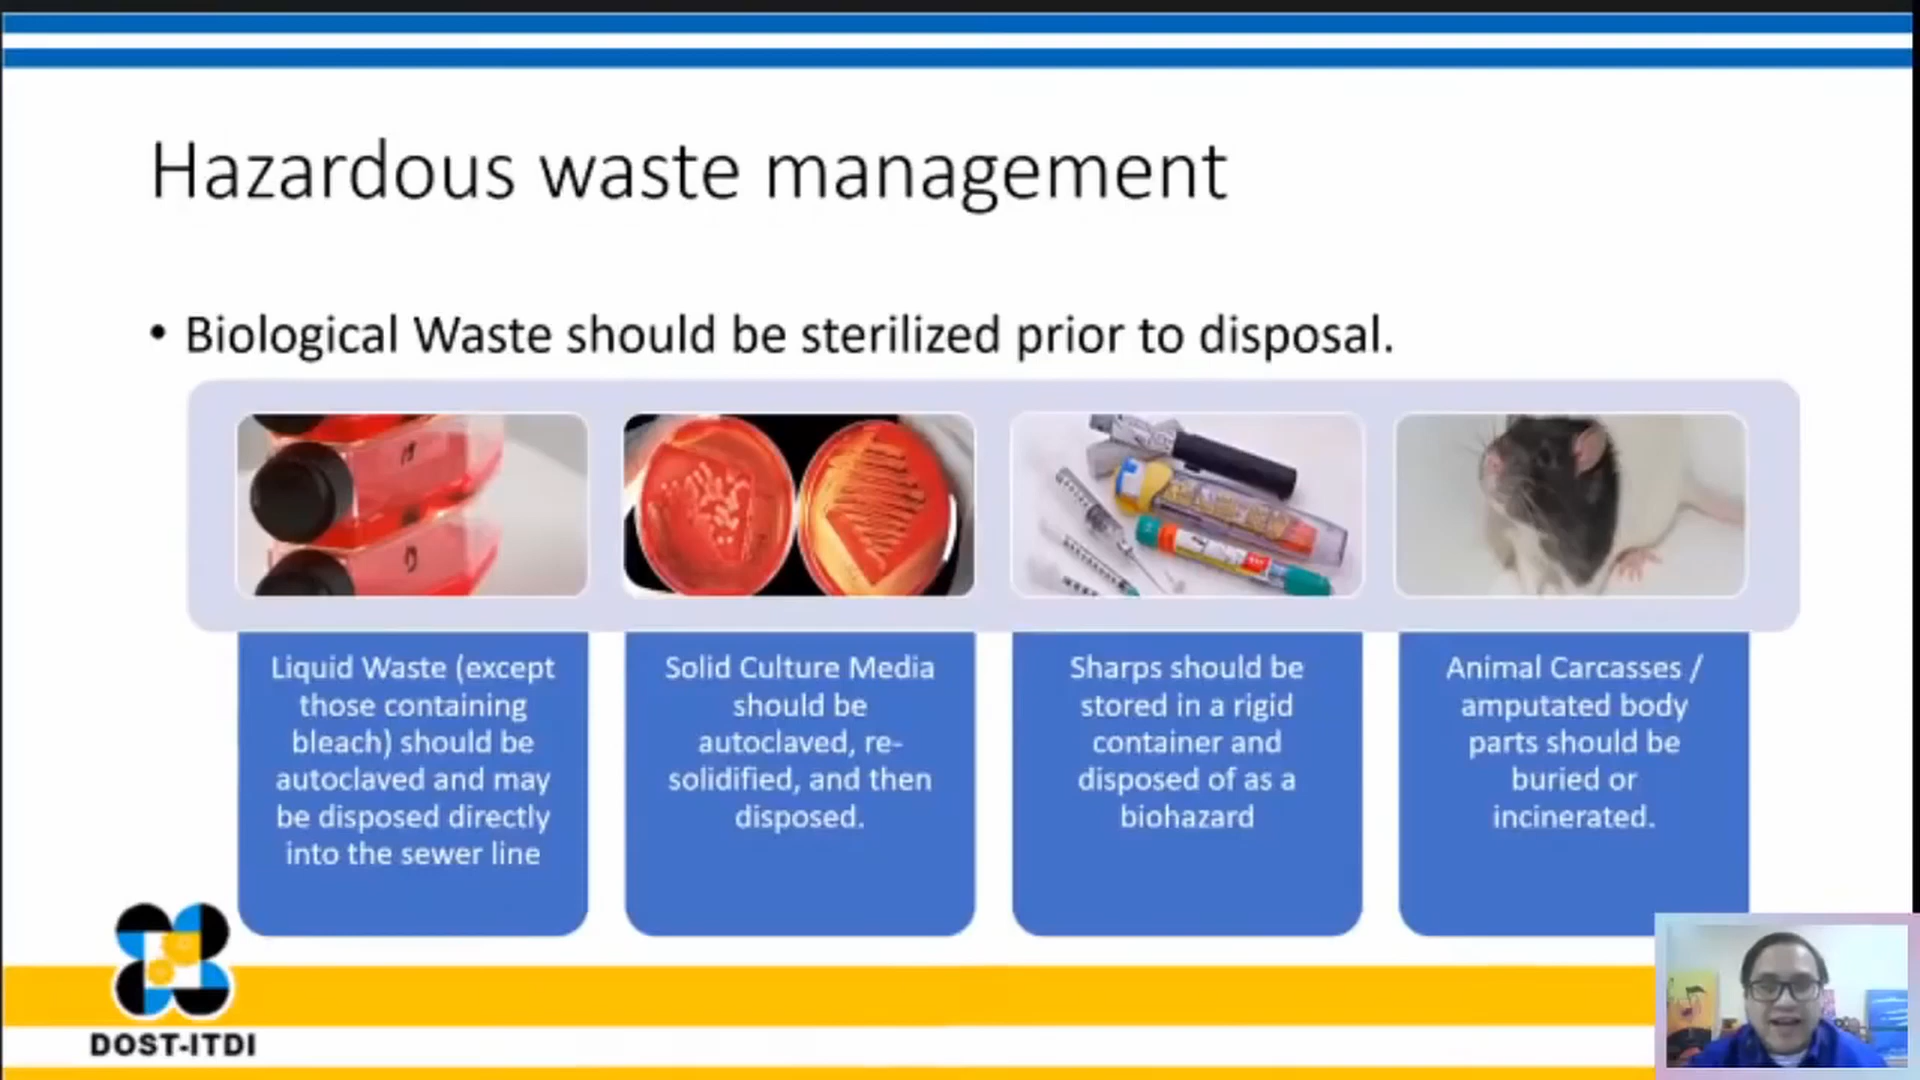 Hazardous waste management
• Biological Waste should be sterilized prior to disposal.
Liquid Waste (except
those containing
bleach) should be
autoclaved and may
be disposed directly
into the sewer line
Solid Culture Media
should be
autoclaved, re-
solidified, and then
disposed.
Sharps should be
stored in a rigid
container and
disposed of as a
biohazard
Animal Carcasses /
amputated body
parts should be
buried or
incinerated.
DOST-ITDI